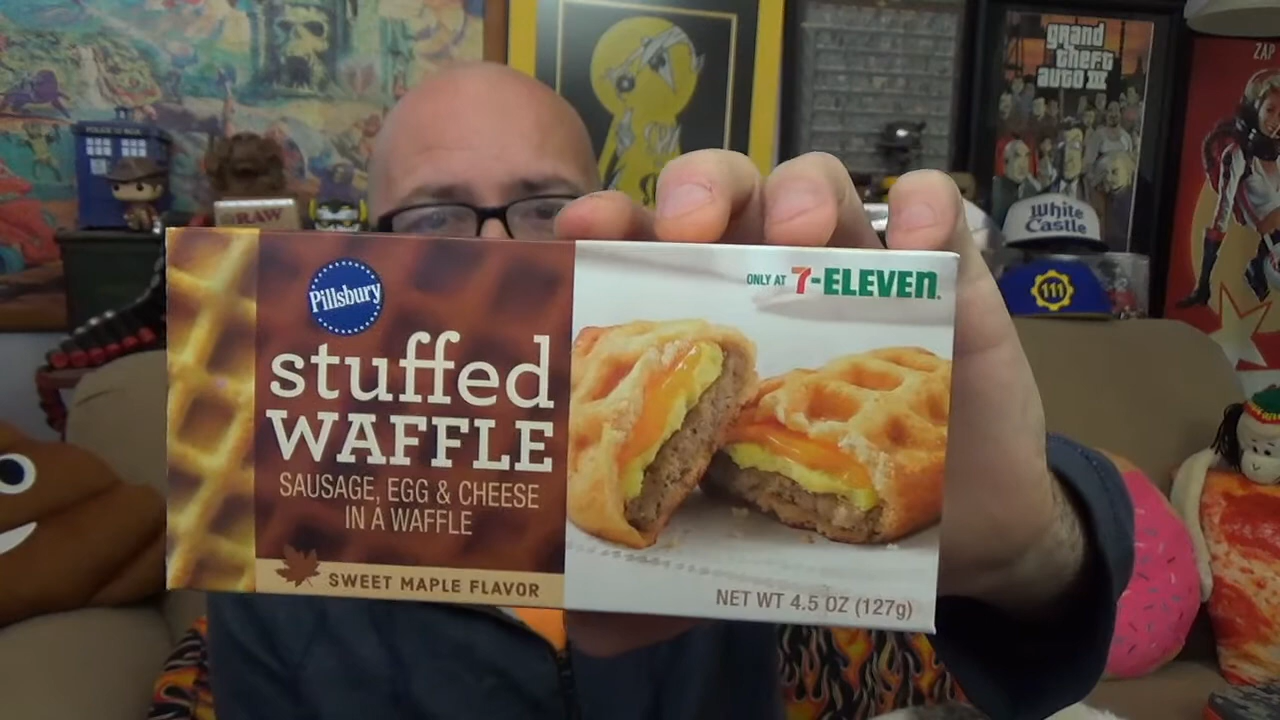 POLICE BOX
RAW
grand
theft
auto III
ZAP
White
Castle
111
Pillsbury
stuffed
WAFFLE
SAUSAGE, EGG & CHEESE
IN A WAFFLE
SWEET MAPLE FLAVOR
ONLY AT 7-ELEVEN
NET WT 4.5 OZ (127g)